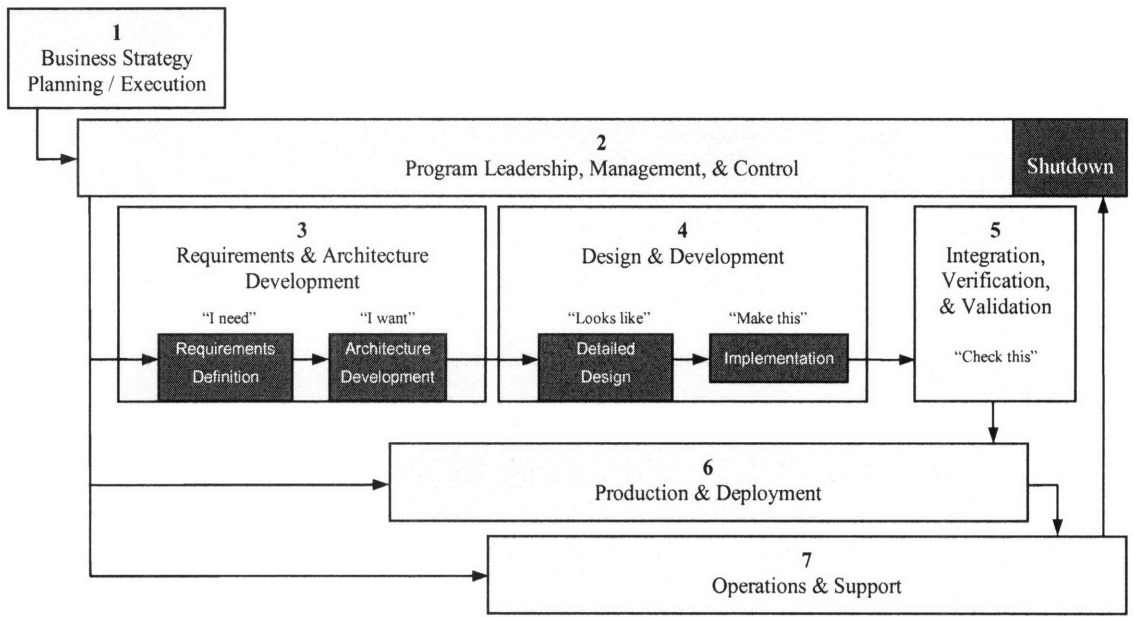 1
Business Strategy
Planning / Execution
2
Program Leadership, Management, & Control
Shutdown
3
Requirements & Architecture
Development
"I need"
"I want"
Requirements
Definition
Architecture
Development
4
Design & Development
"Looks like"
"Make this"
Detailed
Design
Implementation
5
Integration,
Verification,
& Validation
"Check this"
6
Production & Deployment
7
Operations & Support